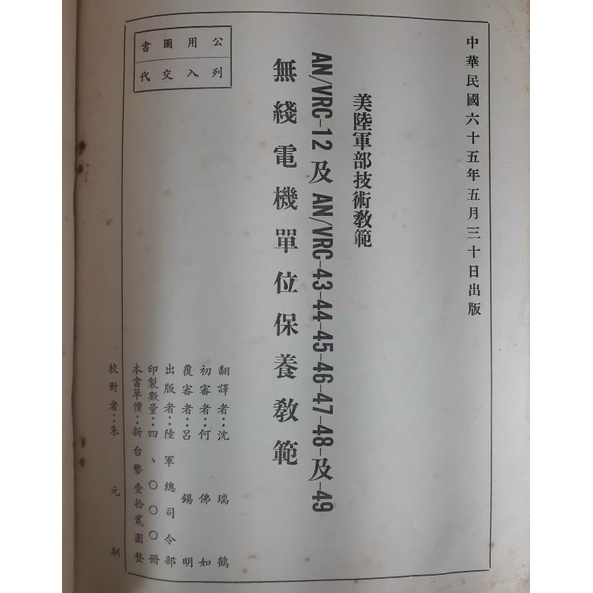 中華民國六十五年五月三十日出版
美陸軍部技術教範
AN/VRC-12及AN/VRC-43-44-45-46-47-48-及-49
無綫電機單位保養教範
公用圖書
列入交代
翻譯者:沈瑞鶴
初審者:何佛如
覆審者:呂錫明
出版者:陸軍總司令部
印製數量:四、〇〇〇冊
本書單價:新台幣壹拾貳圓整
校對者:朱元